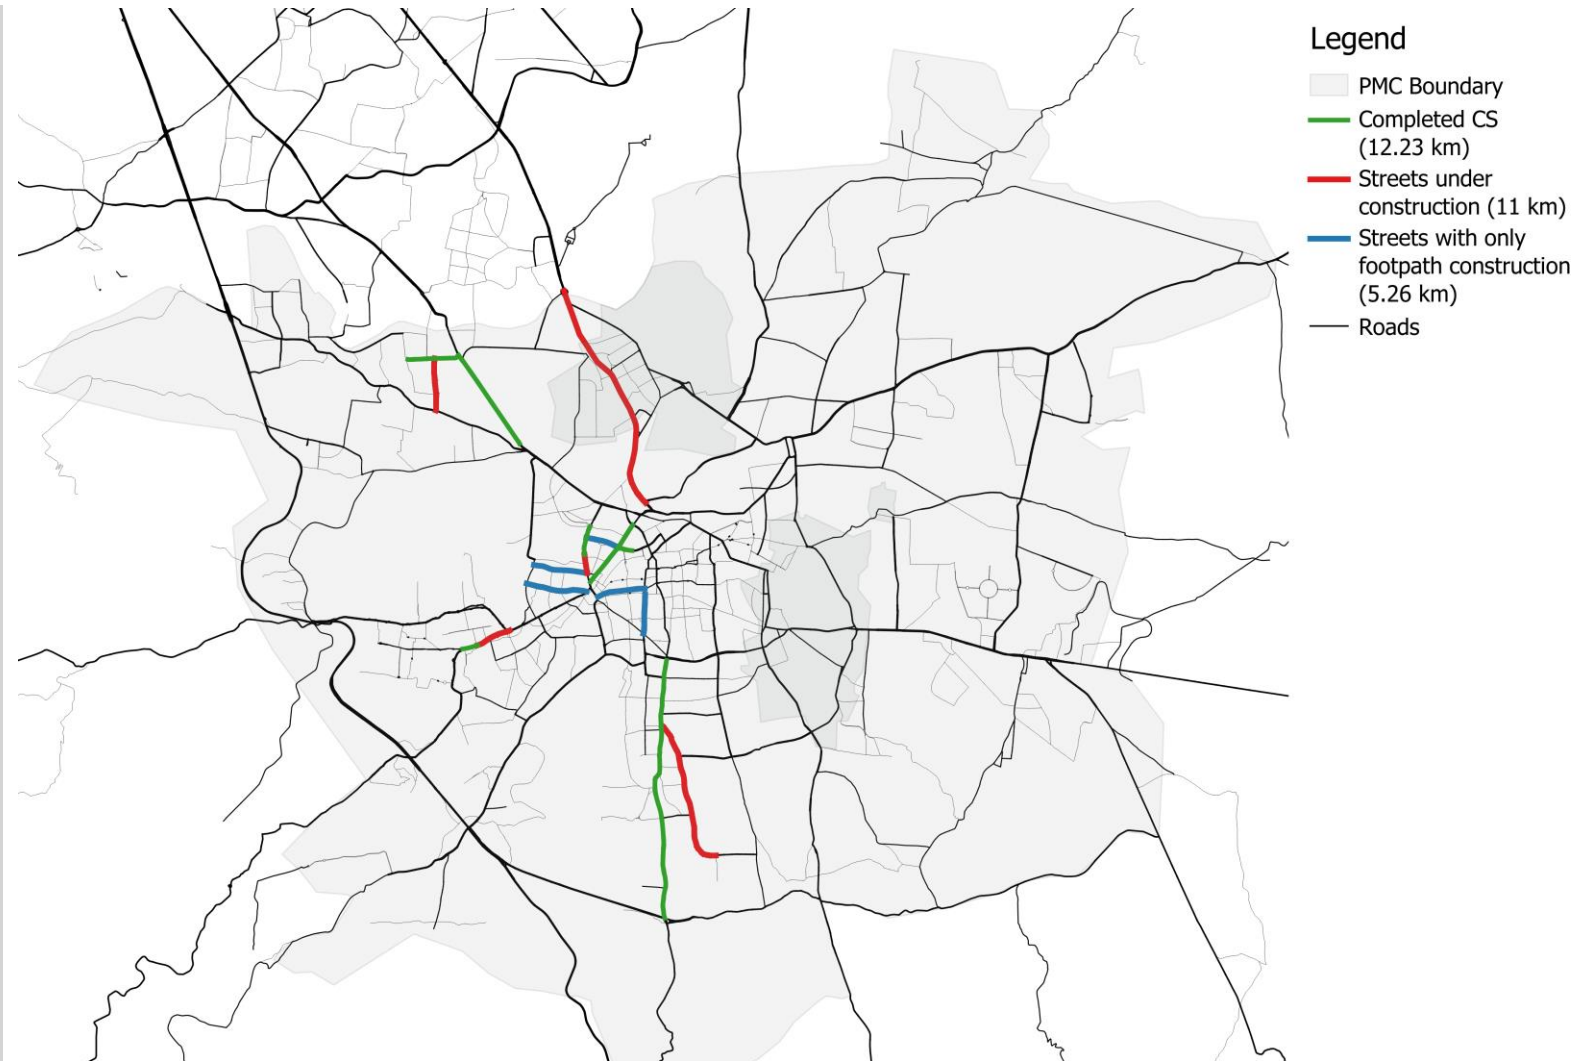 Legend
PMC Boundary
Completed CS
(12.23 km)
Streets under
construction (11 km)
Streets with only
footpath construction
(5.26 km)
Roads